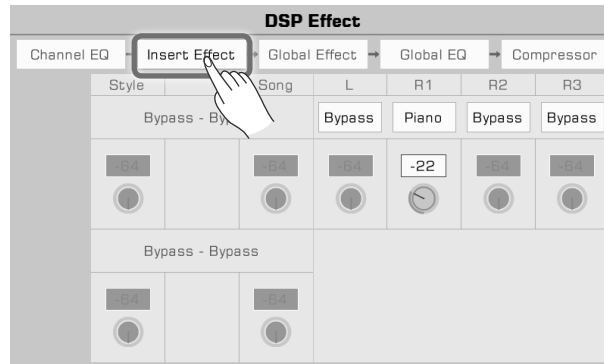 DSP Effect
Channel EQ Insert Effect Global Effect Global EQ Compressor
Style Song L R1 R2 R3
Bypass - Bypass Piano Bypass Bypass
-64 -64 -64 -22 -64 -64
Bypass - Bypass
-64 -64